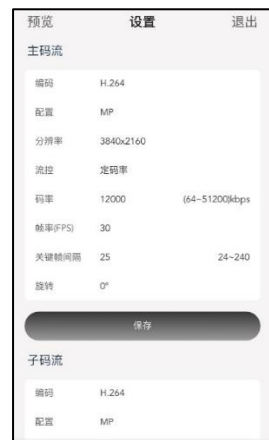 预览 设置 退出
主码流
编码 H.264
配置 MP
分辨率 3840x2160
流控 定码率
码率 12000 (64~51200)kbps
帧率(FPS) 30
关键帧间隔 25 24~240
旋转 0°
保存
子码流
编码 H.264
配置 MP